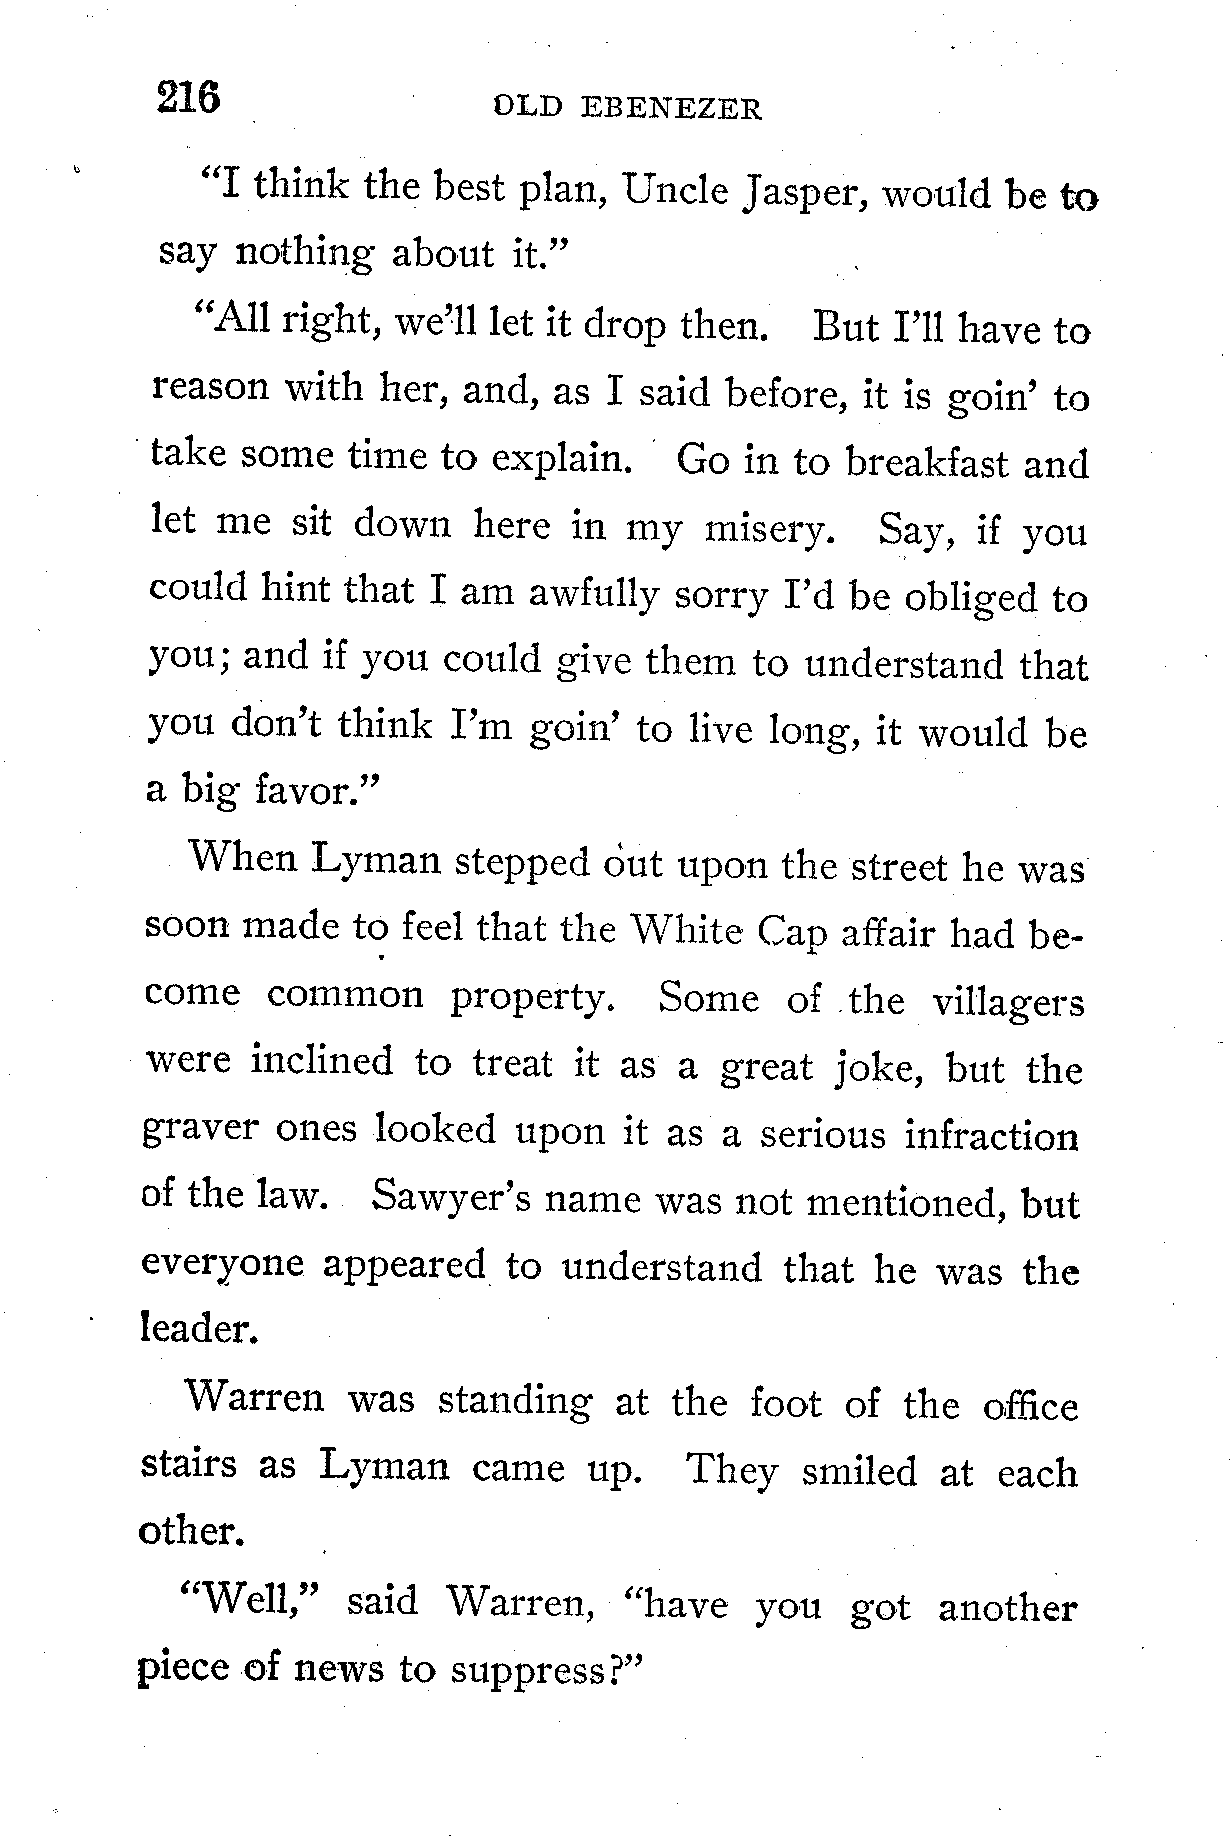 216 OLD EBENEZER
“I think the best plan, Uncle Jasper, would be to
say nothing about it.”
“All right, we’ll let it drop then. But I’ll have to
reason with her, and, as I said before, it is goin’ to
take some time to explain. Go in to breakfast and
let me sit down here in my misery. Say, if you
could hint that I am awfully sorry I’d be obliged to
you; and if you could give them to understand that
you don’t think I’m goin’ to live long, it would be
a big favor.”
When Lyman stepped out upon the street he was
soon made to feel that the White Cap affair had be-
come common property. Some of the villagers
were inclined to treat it as a great joke, but the
graver ones looked upon it as a serious infraction
of the law. Sawyer’s name was not mentioned, but
everyone appeared to understand that he was the
leader.
Warren was standing at the foot of the office
stairs as Lyman came up. They smiled at each
other.
“Well,” said Warren, “have you got another
piece of news to suppress?”